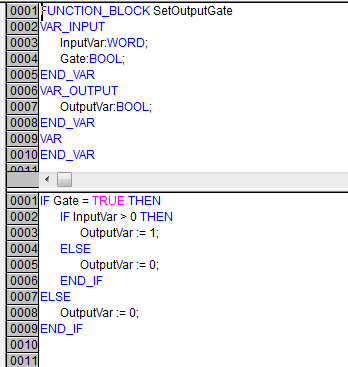 0001 FUNCTION_BLOCK SetOutputGate
0002 VAR_INPUT
0003 InputVar:WORD;
0004 Gate:BOOL;
0005 END_VAR
0006 VAR_OUTPUT
0007 OutputVar:BOOL;
0008 END_VAR
0009 VAR
0010 END_VAR
0011
0001 IF Gate = TRUE THEN
0002 IF InputVar > 0 THEN
0003 OutputVar := 1;
0004 ELSE
0005 OutputVar := 0;
0006 END_IF
0007 ELSE
0008 OutputVar := 0;
0009 END_IF
0010
0011